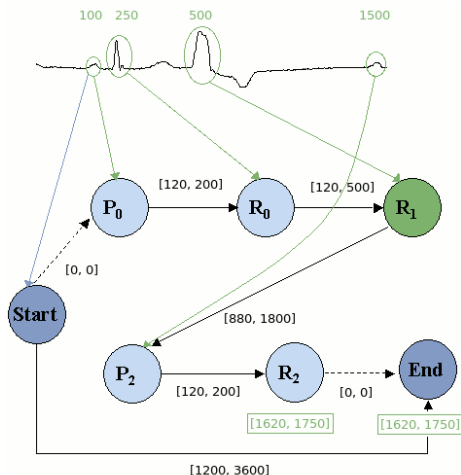 100 250 500 1500
[120, 200]
[120, 500]
P0 R0 R1
[0, 0]
Start
[880, 1800]
P2 R2 End
[120, 200] [0, 0]
[1620, 1750] [1620, 1750]
[1200, 3600]